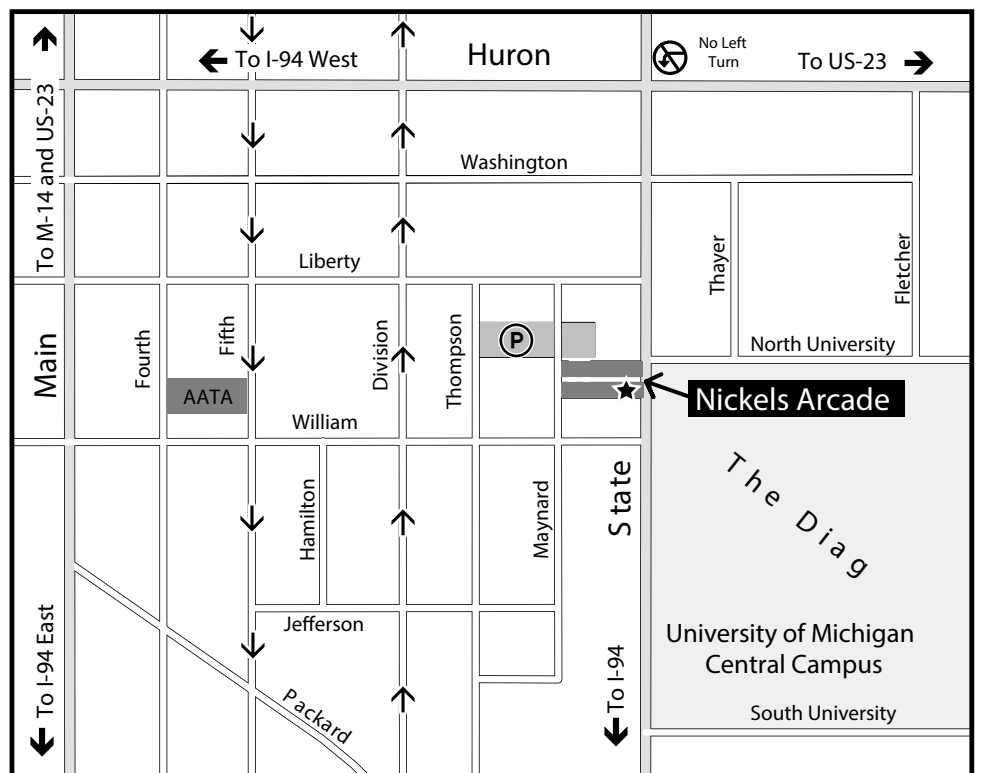 To I-94 West
Huron
No Left
Turn
To US-23
To M-14 and US-23
Washington
Liberty
Thayer
Fletcher
Main
Fourth
Fifth
Division
Thompson
P
North University
AATA
Nickels Arcade
William
The Diag
Hamilton
Maynard
State
Jefferson
University of Michigan
Central Campus
To I-94 East
Packard
To I-94
South University